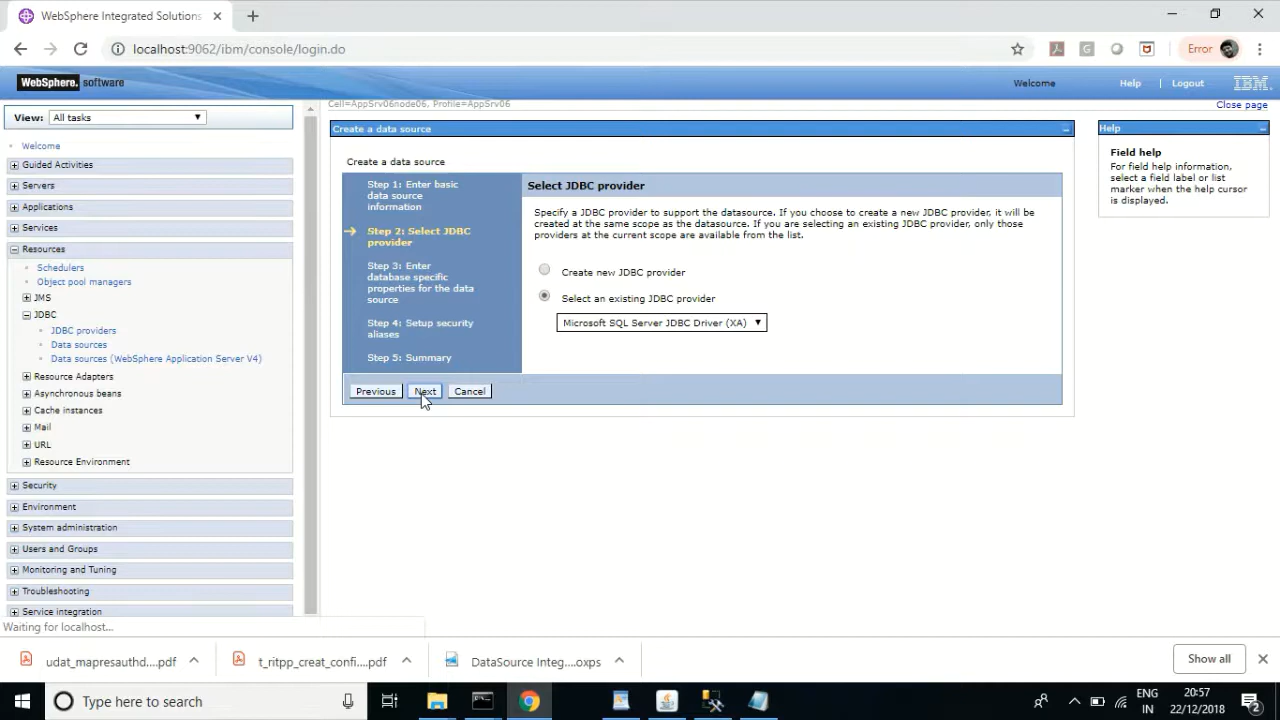 WebSphere Integrated Solutions
localhost:9062/ibm/console/login.do
Error
WebSphere. software
Welcome
Help
Logout
IBM.
View: All tasks
Cell=AppSrv06node06, Profile=AppSrv06
Close page
Welcome
Guided Activities
Servers
Applications
Services
Resources
Schedulers
Object pool managers
JMS
JDBC
JDBC providers
Data sources
Data sources (WebSphere Application Server V4)
Resource Adapters
Asynchronous beans
Cache instances
Mail
URL
Resource Environment
Security
Environment
System administration
Users and Groups
Monitoring and Tuning
Troubleshooting
Service integration
Create a data source
Create a data source
Step 1: Enter basic
data source
information
Step 2: Select JDBC
provider
Step 3: Enter
database specific
properties for the data
source
Step 4: Setup security
aliases
Step 5: Summary
Select JDBC provider
Specify a JDBC provider to support the datasource. If you choose to create a new JDBC provider, it will be
created at the same scope as the datasource. If you are selecting an existing JDBC provider, only those
providers at the current scope are available from the list.
Create new JDBC provider
Select an existing JDBC provider
Microsoft SQL Server JDBC Driver (XA)
Previous
Next
Cancel
Help
Field help
For field help information,
select a field label or list
marker when the help cursor
is displayed.
Waiting for localhost...
udat_mapresauthd....pdf
t_ritpp_creat_confi....pdf
DataSource Integ....oxps
Show all
Type here to search
ENG
IN
20:57
22/12/2018
2